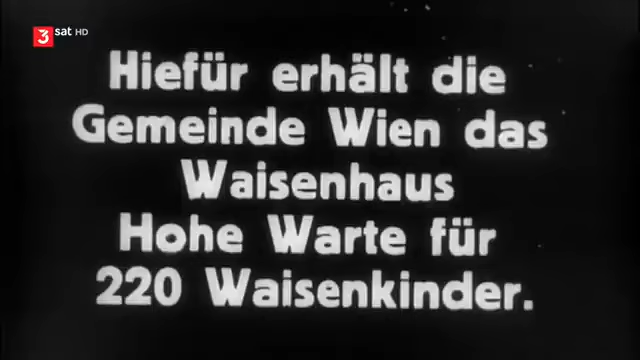 3sat HD
Hiefür erhält die
Gemeinde Wien das
Waisenhaus
Hohe Warte für
220 Waisenkinder.